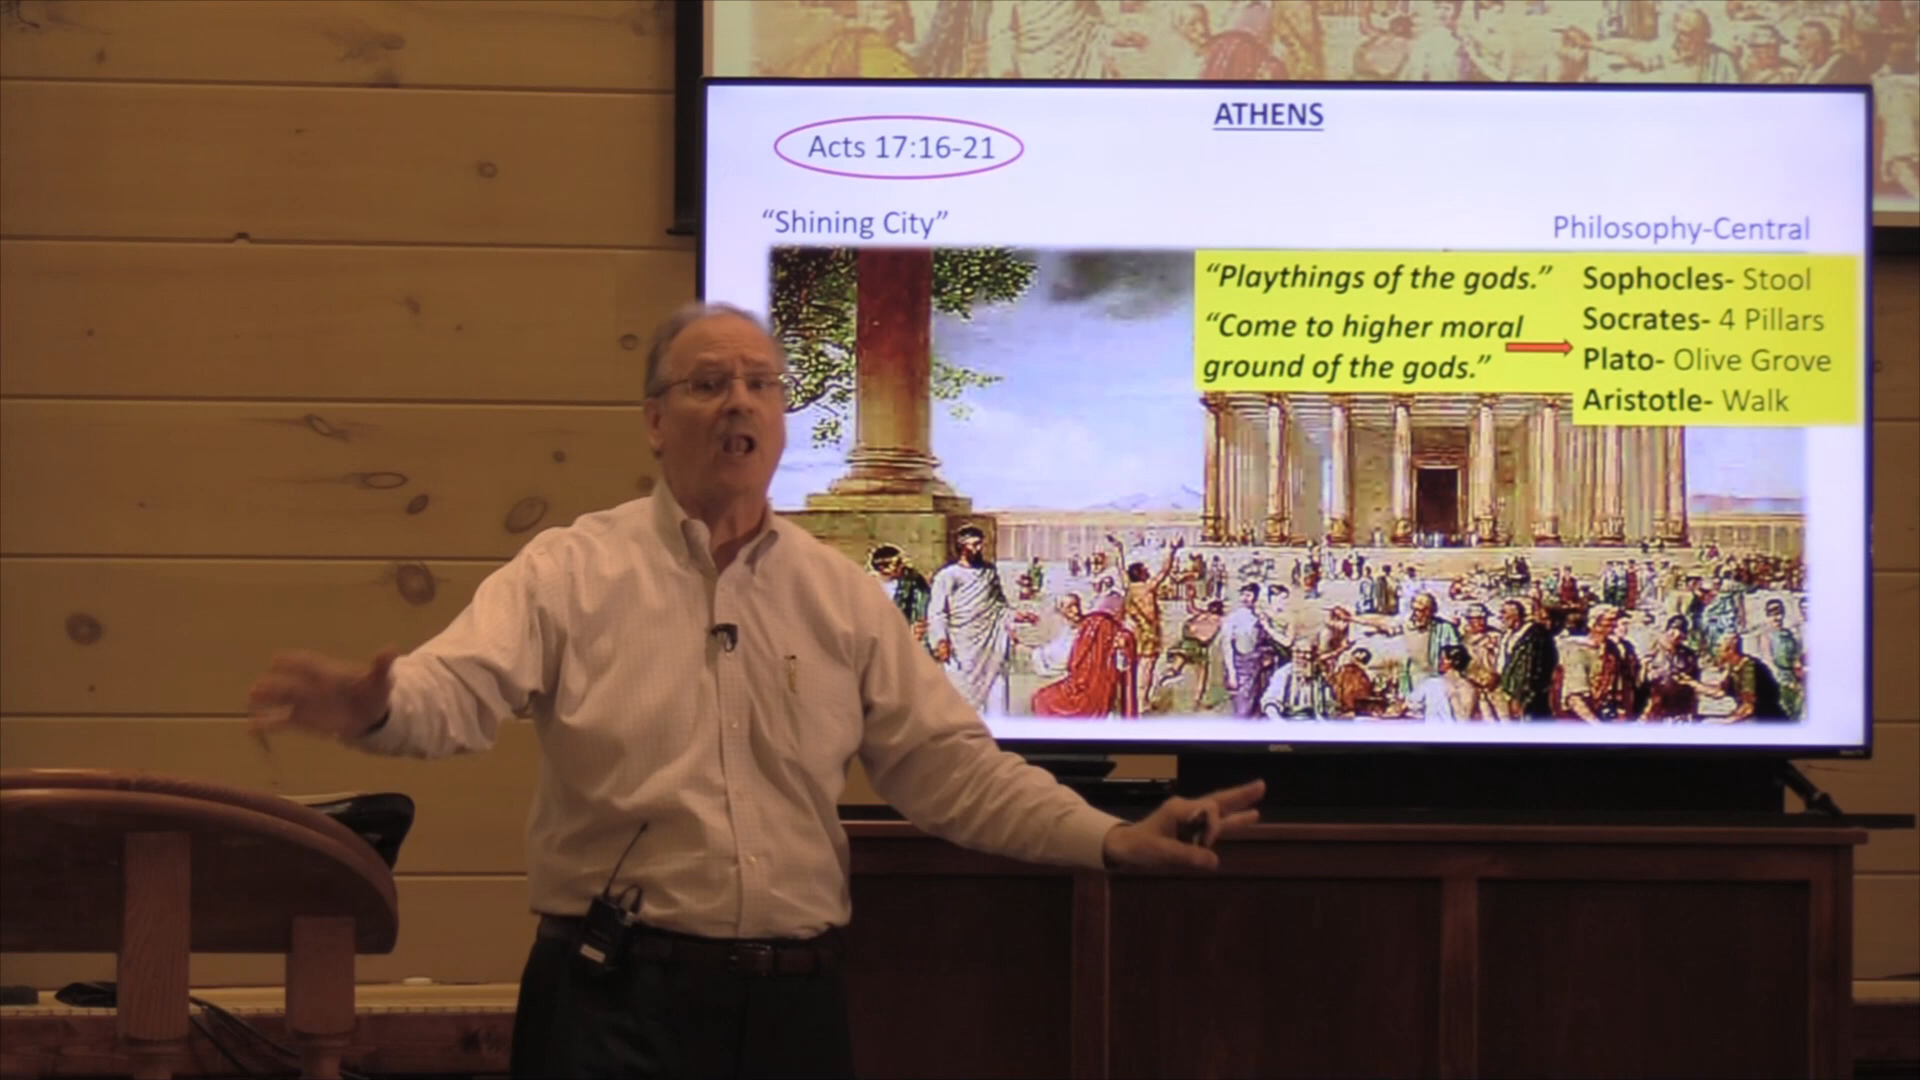 ATHENS
Acts 17:16-21
“Shining City”
Philosophy-Central
“Playthings of the gods.”
“Come to higher moral
ground of the gods.”
Sophocles- Stool
Socrates- 4 Pillars
Plato- Olive Grove
Aristotle- Walk